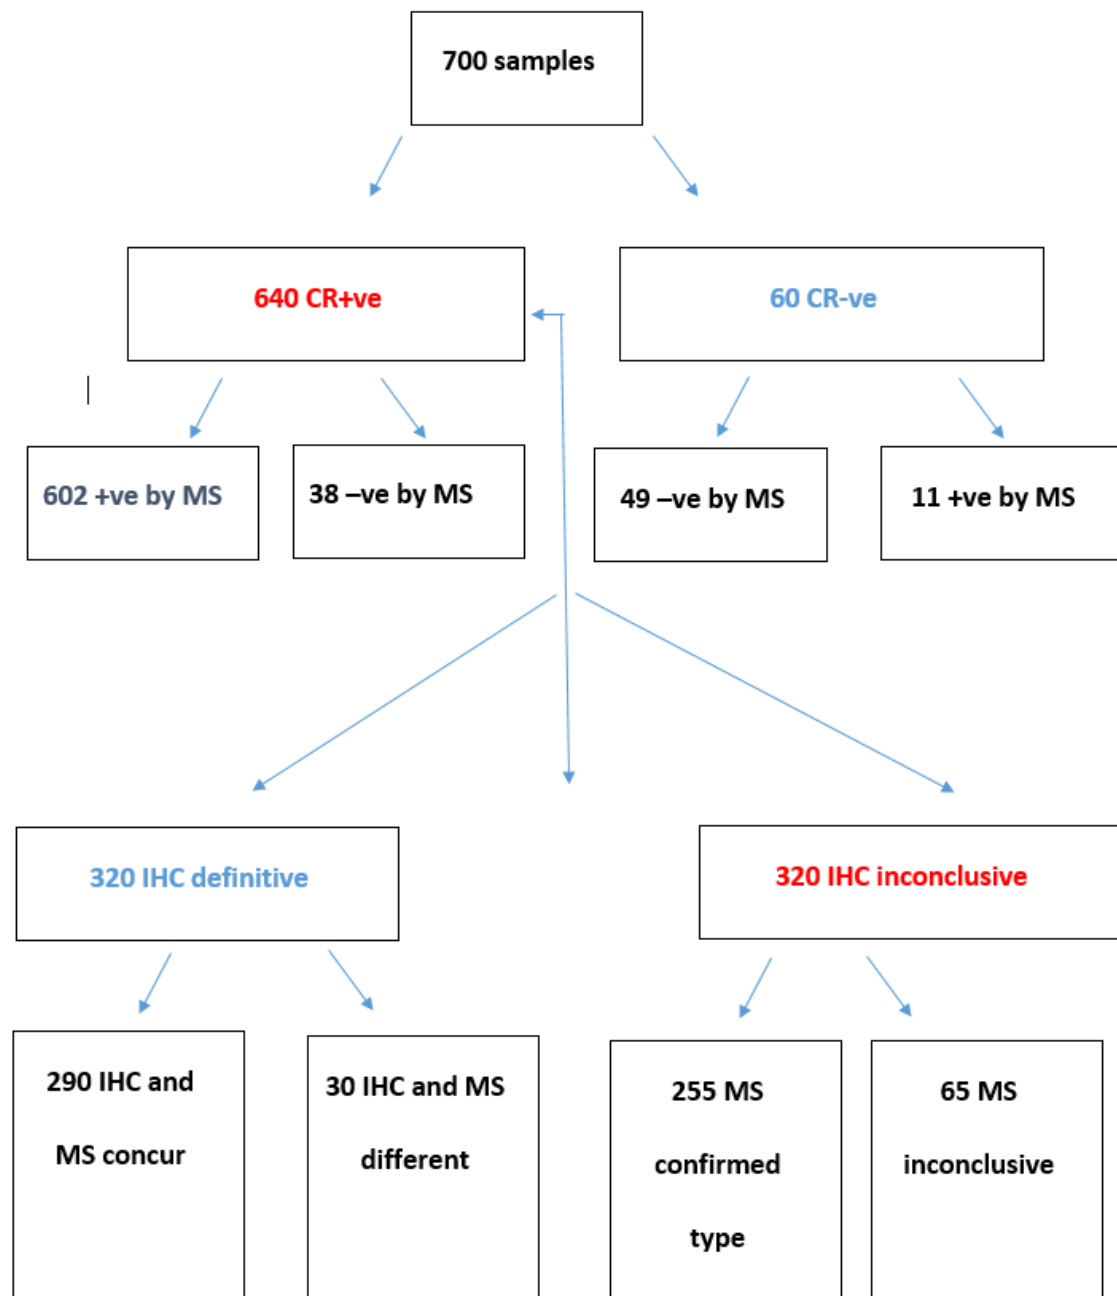 700 samples
640 CR+ve
60 CR-ve
602 +ve by MS
38 –ve by MS
49 –ve by MS
11 +ve by MS
320 IHC definitive
320 IHC inconclusive
290 IHC and
MS concur
30 IHC and MS
different
255 MS
confirmed
type
65 MS
inconclusive